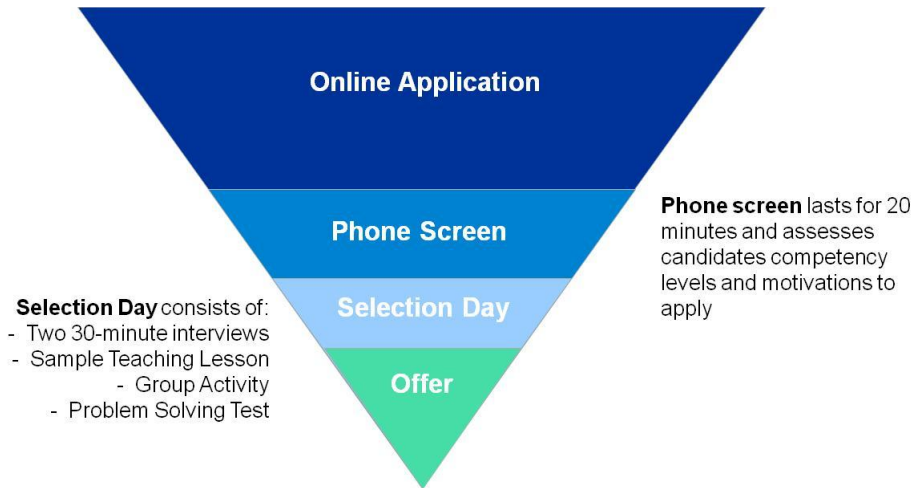 Online Application
Phone Screen
Phone screen lasts for 20
minutes and assesses
candidates competency
levels and motivations to
apply
Selection Day
Selection Day consists of:
- Two 30-minute interviews
- Sample Teaching Lesson
- Group Activity
- Problem Solving Test
Offer